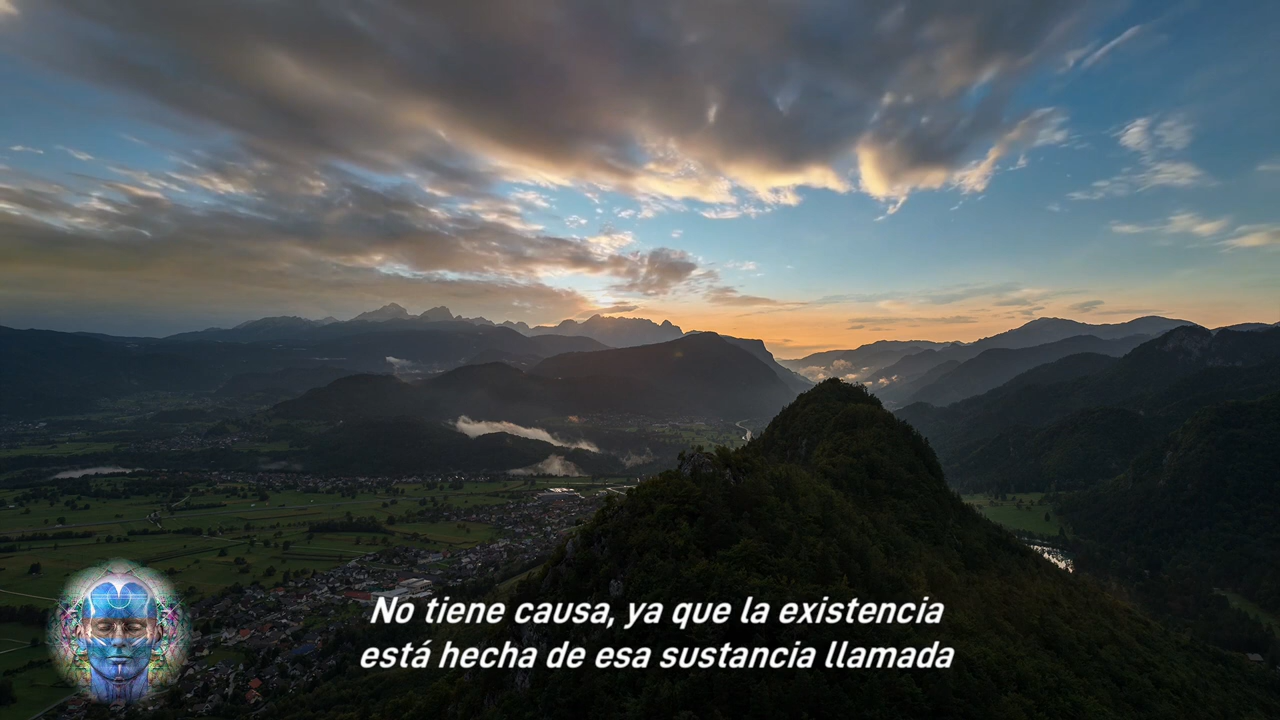 No tiene causa, ya que la existencia
está hecha de esa sustancia llamada